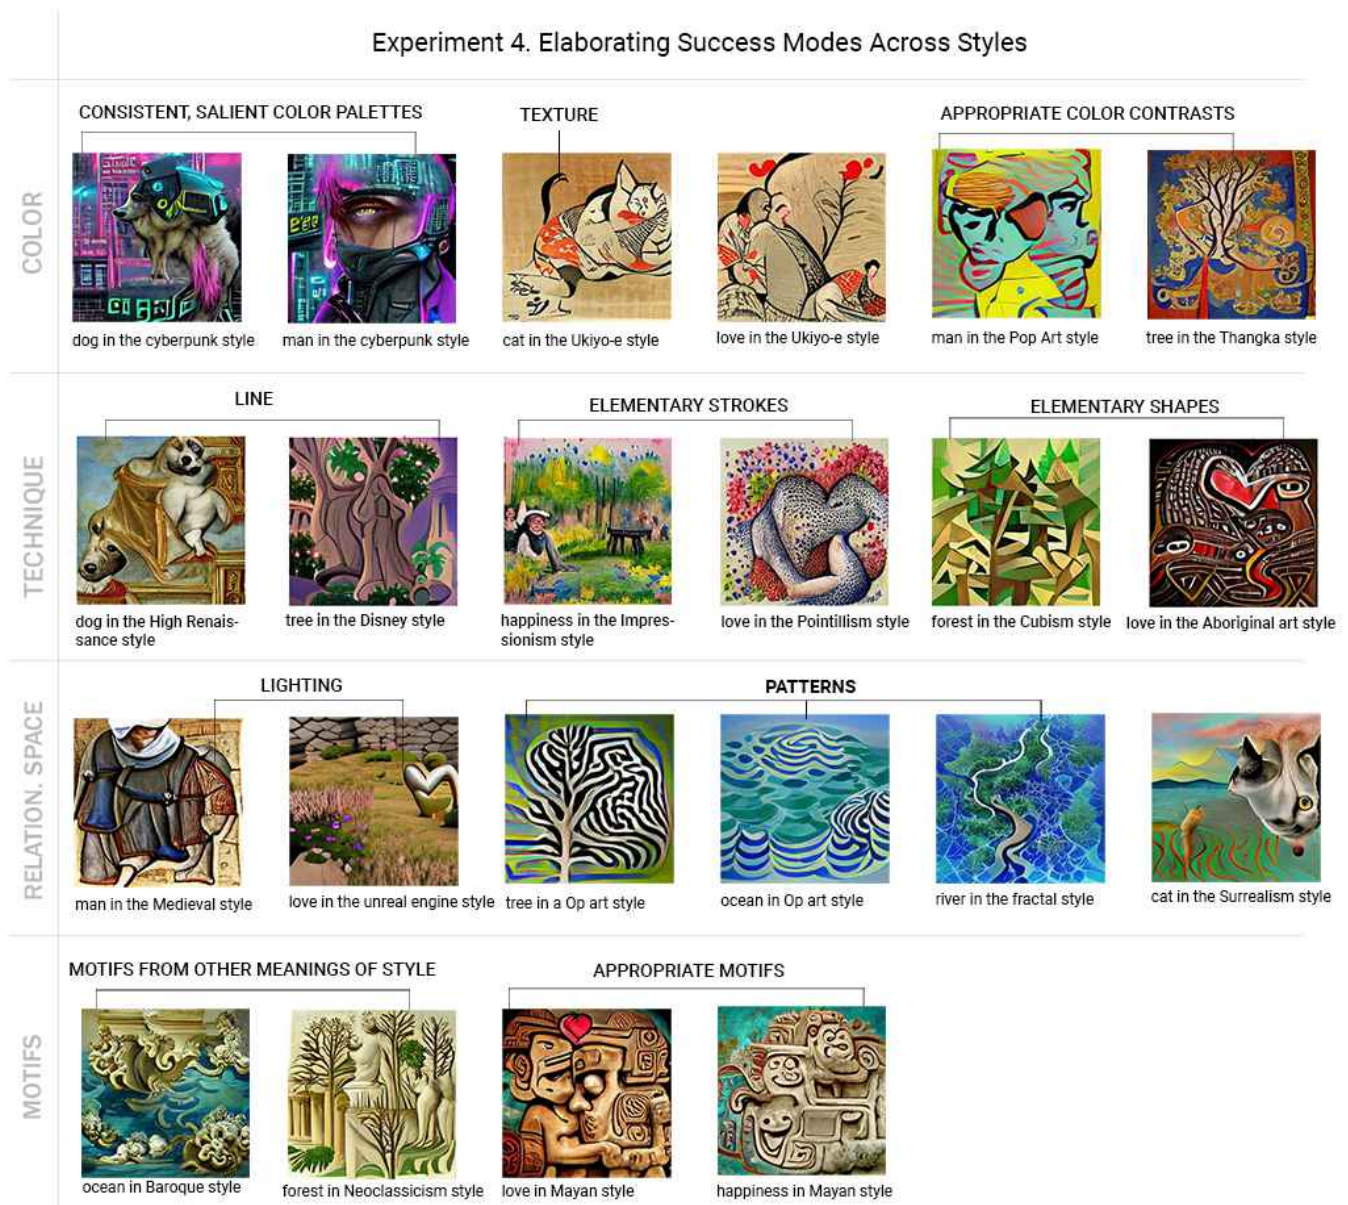 Experiment 4. Elaborating Success Modes Across Styles
COLOR
CONSISTENT, SALIENT COLOR PALETTES
TEXTURE
APPROPRIATE COLOR CONTRASTS
dog in the cyberpunk style
man in the cyberpunk style
cat in the Ukiyo-e style
love in the Ukiyo-e style
man in the Pop Art style
tree in the Thangka style
TECHNIQUE
LINE
ELEMENTARY STROKES
ELEMENTARY SHAPES
dog in the High Renais-
sance style
tree in the Disney style
happiness in the Impres-
sionism style
love in the Pointillism style
forest in the Cubism style
love in the Aboriginal art style
RELATION. SPACE
LIGHTING
PATTERNS
man in the Medieval style
love in the unreal engine style
tree in a Op art style
ocean in Op art style
river in the fractal style
cat in the Surrealism style
MOTIFS
MOTIFS FROM OTHER MEANINGS OF STYLE
APPROPRIATE MOTIFS
ocean in Baroque style
forest in Neoclassicism style
love in Mayan style
happiness in Mayan style